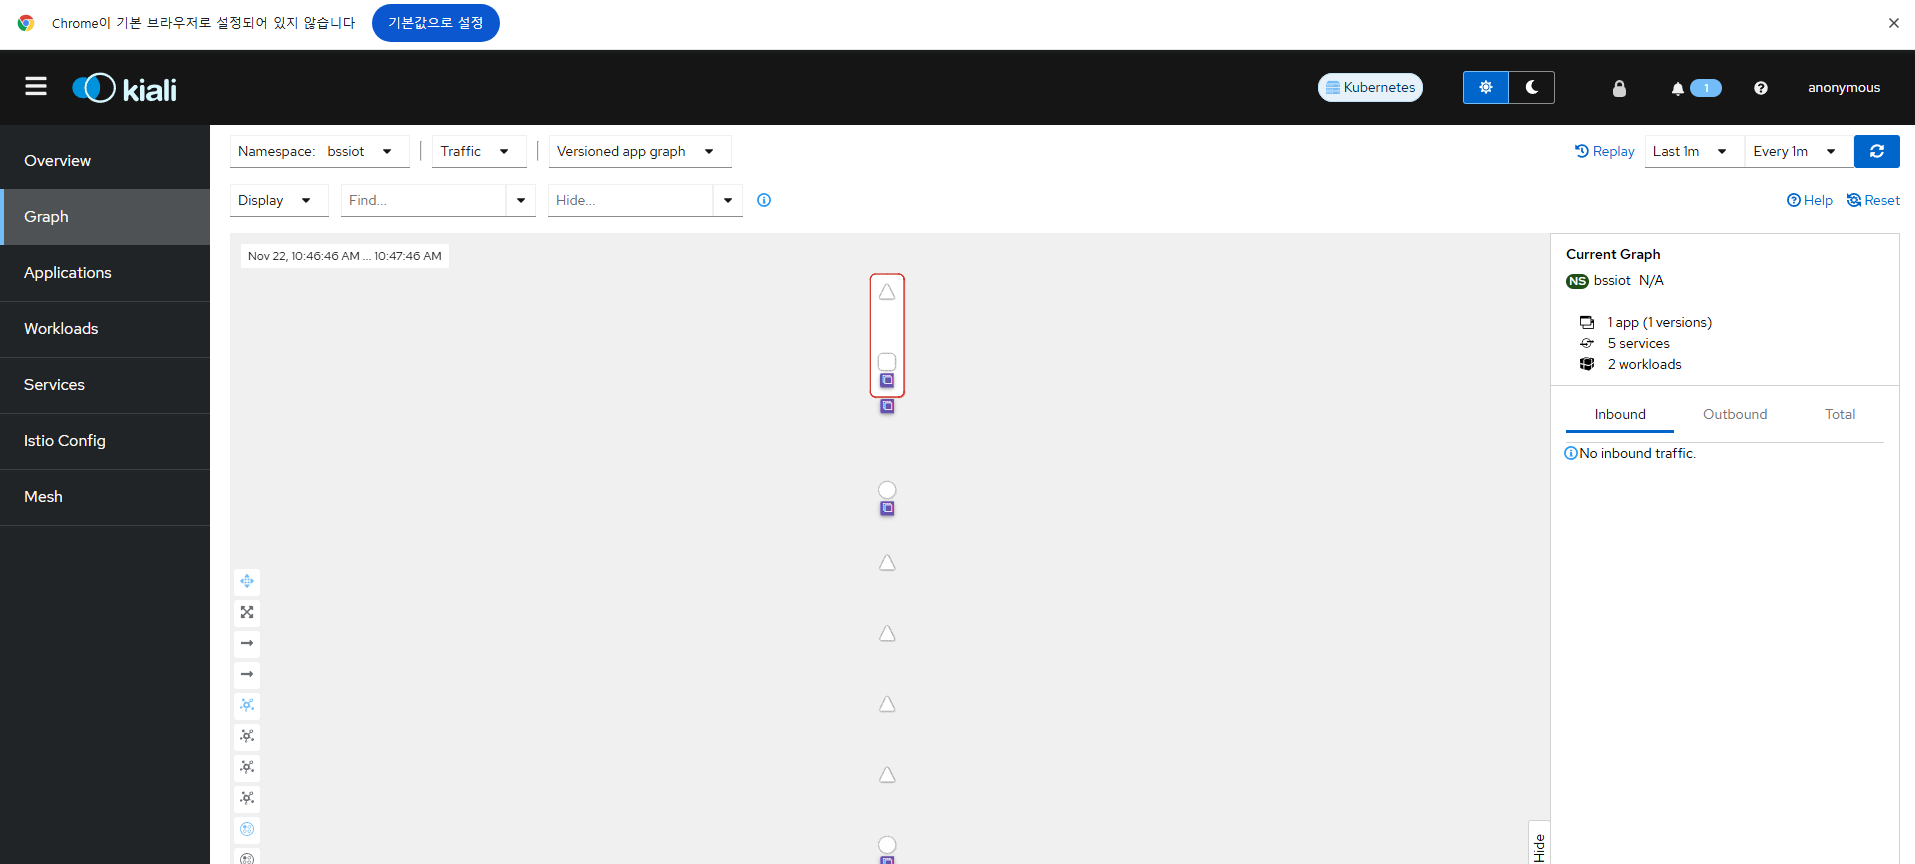 Chrome이 기본 브라우저로 설정되어 있지 않습니다 기본값으로 설정
kiali Kubernetes 1 anonymous
Overview
Graph
Applications
Workloads
Services
Istio Config
Mesh
Namespace: bssiot Traffic Versioned app graph Replay Last 1m Every 1m
Display Find... Hide... Help Reset
Nov 22, 10:46:46 AM ... 10:47:46 AM
Current Graph
NS bssiot N/A
1 app (1 versions)
5 services
2 workloads
Inbound Outbound Total
No inbound traffic.
Hide